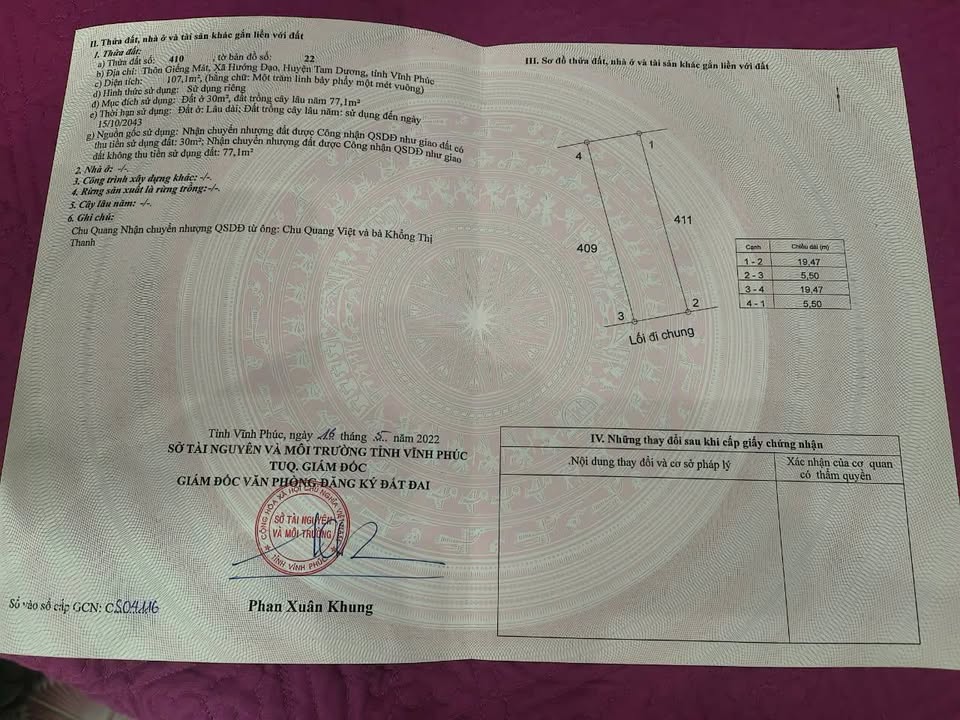 II. Thửa đất, nhà ở và tài sản khác gắn liền với đất
1. Thửa đất:
a) Thửa đất số: 410 , tờ bản đồ số: 22
b) Địa chỉ: Thôn Giếng Mát, Xã Hướng Đạo, Huyện Tam Dương, tỉnh Vĩnh Phúc
c) Diện tích: 107,1m², (bằng chữ: Một trăm linh bảy phẩy một mét vuông)
d) Hình thức sử dụng: Sử dụng riêng
đ) Mục đích sử dụng: Đất ở 30m², đất trồng cây lâu năm 77,1m²
e) Thời hạn sử dụng: Đất ở: Lâu dài; Đất trồng cây lâu năm: sử dụng đến ngày
15/10/2043
g) Nguồn gốc sử dụng: Nhận chuyển nhượng đất được Công nhận QSDĐ như giao đất có
thu tiền sử dụng đất: 30m²; Nhận chuyển nhượng đất được Công nhận QSDĐ như giao
đất không thu tiền sử dụng đất: 77,1m²
2. Nhà ở: -/-.
3. Công trình xây dựng khác: -/-.
4. Rừng sản xuất là rừng trồng:-/-.
5. Cây lâu năm: -/-.
6. Ghi chú:
Chu Quang Nhận chuyển nhượng QSDĐ từ ông: Chu Quang Việt và bà Khổng Thị
Thanh
Tỉnh Vĩnh Phúc, ngày 16 tháng 5 năm 2022
SỞ TÀI NGUYÊN VÀ MÔI TRƯỜNG TỈNH VĨNH PHÚC
TUQ. GIÁM ĐỐC
GIÁM ĐỐC VĂN PHÒNG ĐĂNG KÝ ĐẤT ĐAI
CỘNG HÒA XÃ HỘI CHỦ NGHĨA VIỆT NAM
SỞ TÀI NGUYÊN
VÀ MÔI TRƯỜNG
TỈNH VĨNH PHÚC
Phan Xuân Khung
Số vào sổ cấp GCN: CS04116
III. Sơ đồ thửa đất, nhà ở và tài sản khác gắn liền với đất
4
1
411
409
2
3
Lối đi chung
Cạnh Chiều dài (m)
1 - 2 19,47
2 - 3 5,50
3 - 4 19,47
4 - 1 5,50
IV. Những thay đổi sau khi cấp giấy chứng nhận
.Nội dung thay đổi và cơ sở pháp lý
Xác nhận của cơ quan
có thẩm quyền